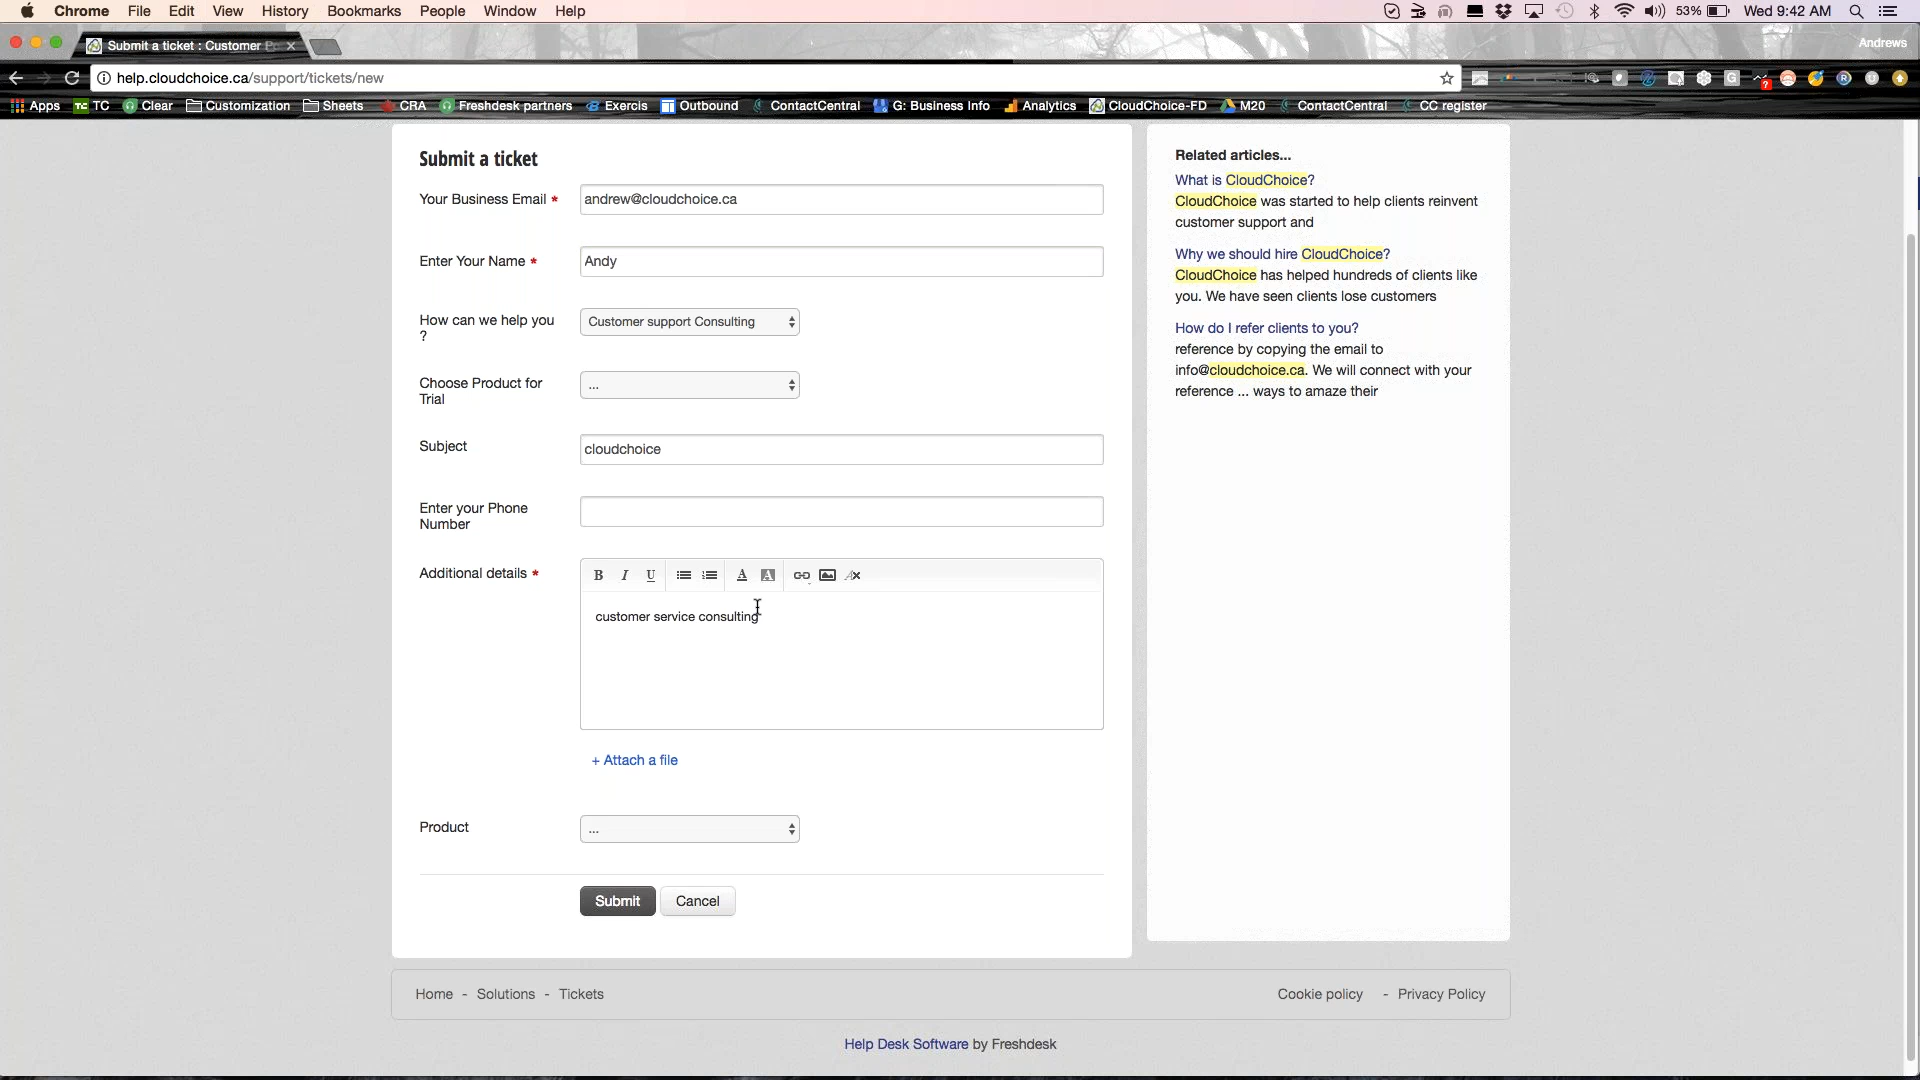 Chrome File Edit View History Bookmarks People Window Help 53% Wed 9:42 AM
Submit a ticket : Customer Andrews
help.cloudchoice.ca/support/tickets/new
Apps TC Clear Customization Sheets CRA Freshdesk partners Exercis Outbound ContactCentral G: Business Info Analytics CloudChoice-FD M20 ContactCentral CC register
Submit a ticket
Your Business Email * andrew@cloudchoice.ca
Enter Your Name * Andy
How can we help you
? Customer support Consulting
Choose Product for
Trial ...
Subject cloudchoice
Enter your Phone
Number
Additional details *
B I U A A
customer service consulting
+ Attach a file
Product ...
Submit Cancel
Related articles...
What is CloudChoice?
CloudChoice was started to help clients reinvent
customer support and
Why we should hire CloudChoice?
CloudChoice has helped hundreds of clients like
you. We have seen clients lose customers
How do I refer clients to you?
reference by copying the email to
info@cloudchoice.ca. We will connect with your
reference ... ways to amaze their
Home - Solutions - Tickets Cookie policy - Privacy Policy
Help Desk Software by Freshdesk